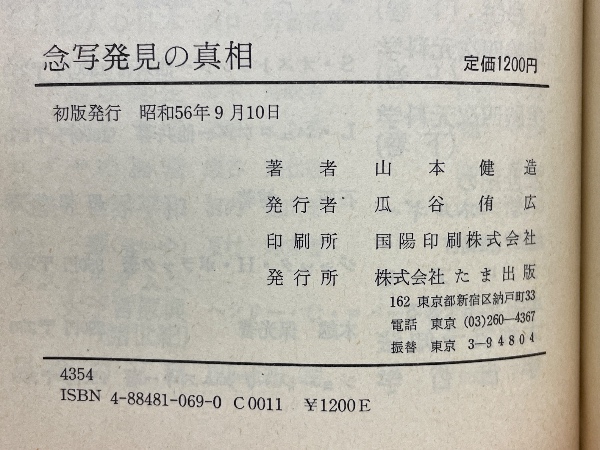 念写発見の真相 定価1200円
初版発行 昭和56年9月10日
著者 山本健造
発行者 瓜谷侑広
印刷所 国陽印刷株式会社
発行所 株式会社たま出版
162 東京都新宿区納戸町33
電話 東京 (03)260—4367
振替 東京 3—94804
4354
ISBN 4-88481-069-0 C0011 ￥1200E